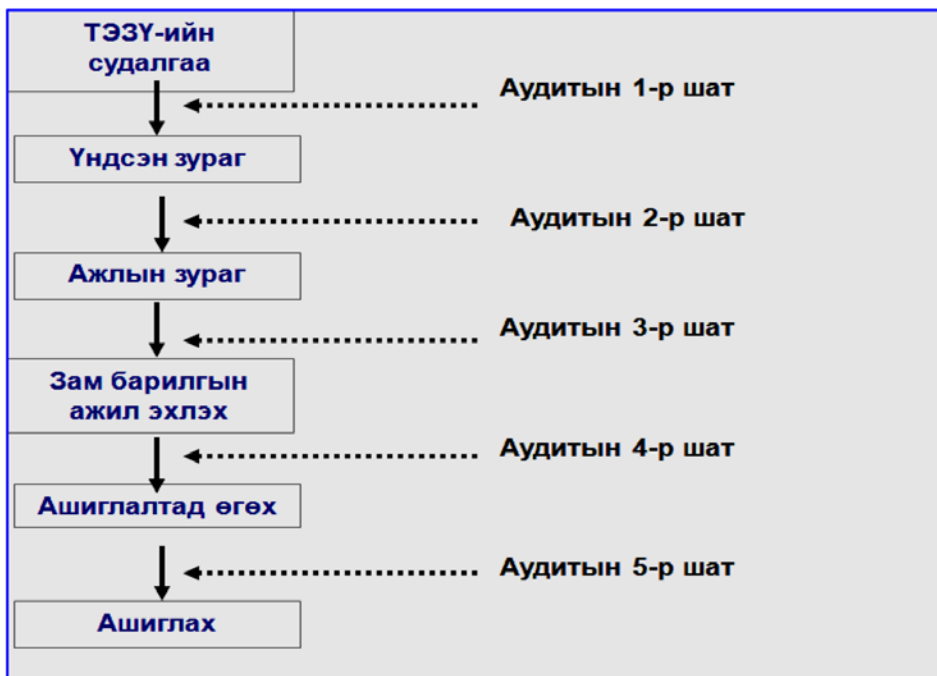 ТЭЗҮ-ийн
судалгаа
Аудитын 1-р шат
Үндсэн зураг
Аудитын 2-р шат
Ажлын зураг
Аудитын 3-р шат
Зам барилгын
ажил эхлэх
Аудитын 4-р шат
Ашиглалтад өгөх
Аудитын 5-р шат
Ашиглах